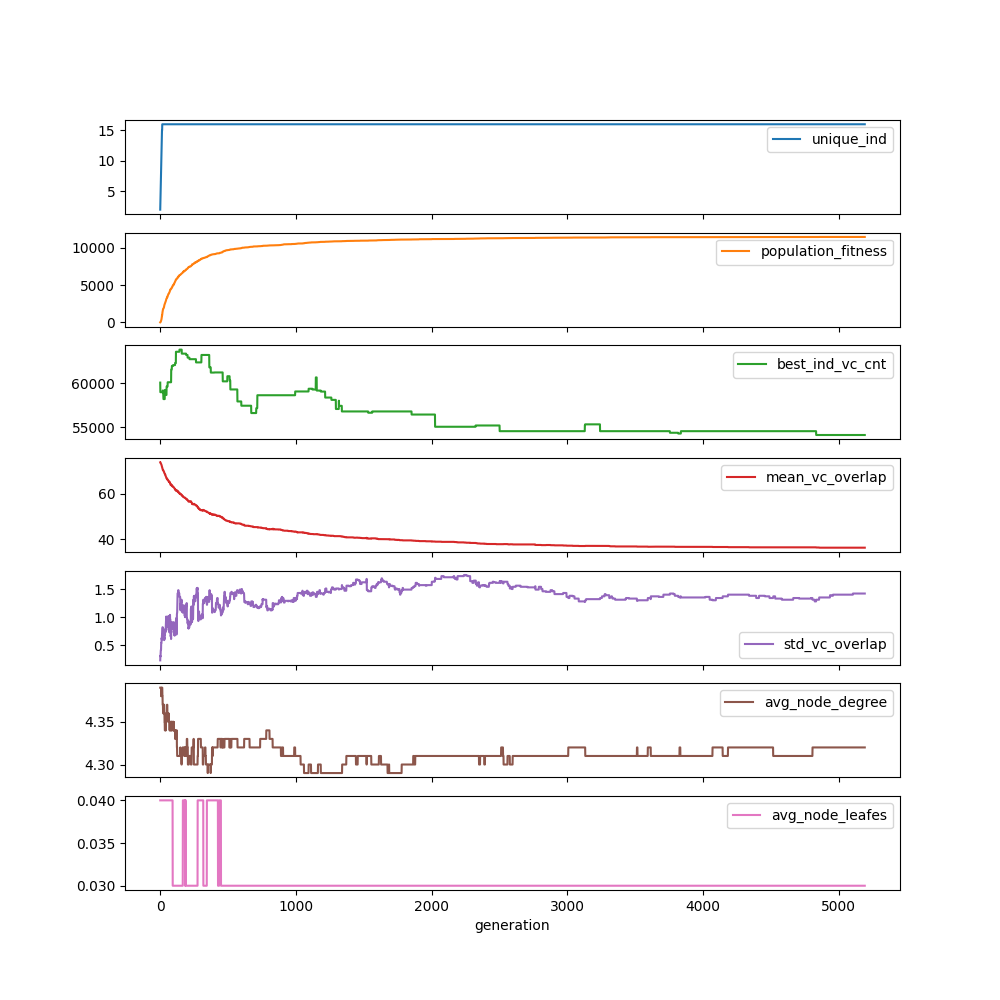 15
10
5
unique_ind
10000
5000
0
population_fitness
60000
55000
best_ind_vc_cnt
60
40
mean_vc_overlap
1.5
1.0
0.5
std_vc_overlap
4.35
4.30
avg_node_degree
0.040
0.035
0.030
avg_node_leafes
0 1000 2000 3000 4000 5000
generation